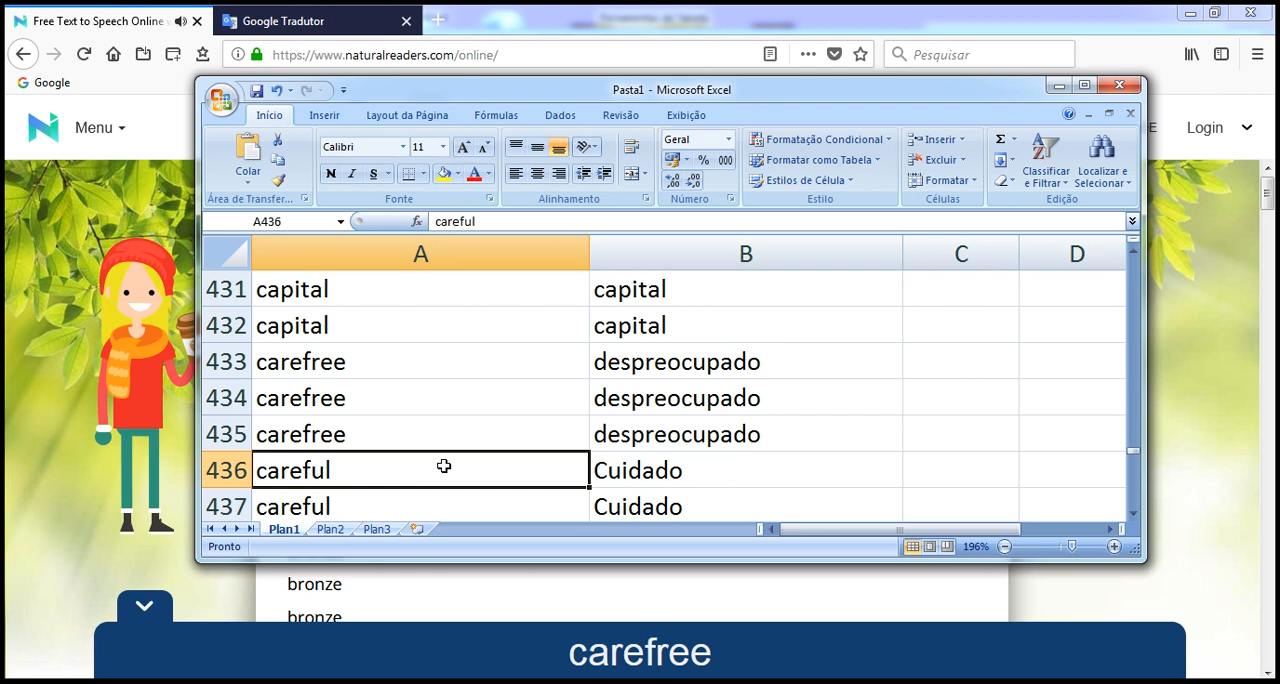 Free Text to Speech Online
Google Tradutor
https://www.naturalreaders.com/online/
Pesquisar
Google
Menu
E
Login
Pasta1 - Microsoft Excel
Início
Inserir
Layout da Página
Fórmulas
Dados
Revisão
Exibição
Colar
Calibri
11
A
A
N
I
S
A
Geral
% 000
Formatação Condicional
Formatar como Tabela
Estilos de Célula
Inserir
Excluir
Formatar
Σ
Classificar e Filtrar
Localizar e Selecionar
Área de Transfer...
Fonte
Alinhamento
Número
Estilo
Células
Edição
A436
fx
careful
A B C D
431 capital capital
432 capital capital
433 carefree despreocupado
434 carefree despreocupado
435 carefree despreocupado
436 careful Cuidado
437 careful Cuidado
Plan1 Plan2 Plan3
Pronto
196%
bronze
bronze
carefree